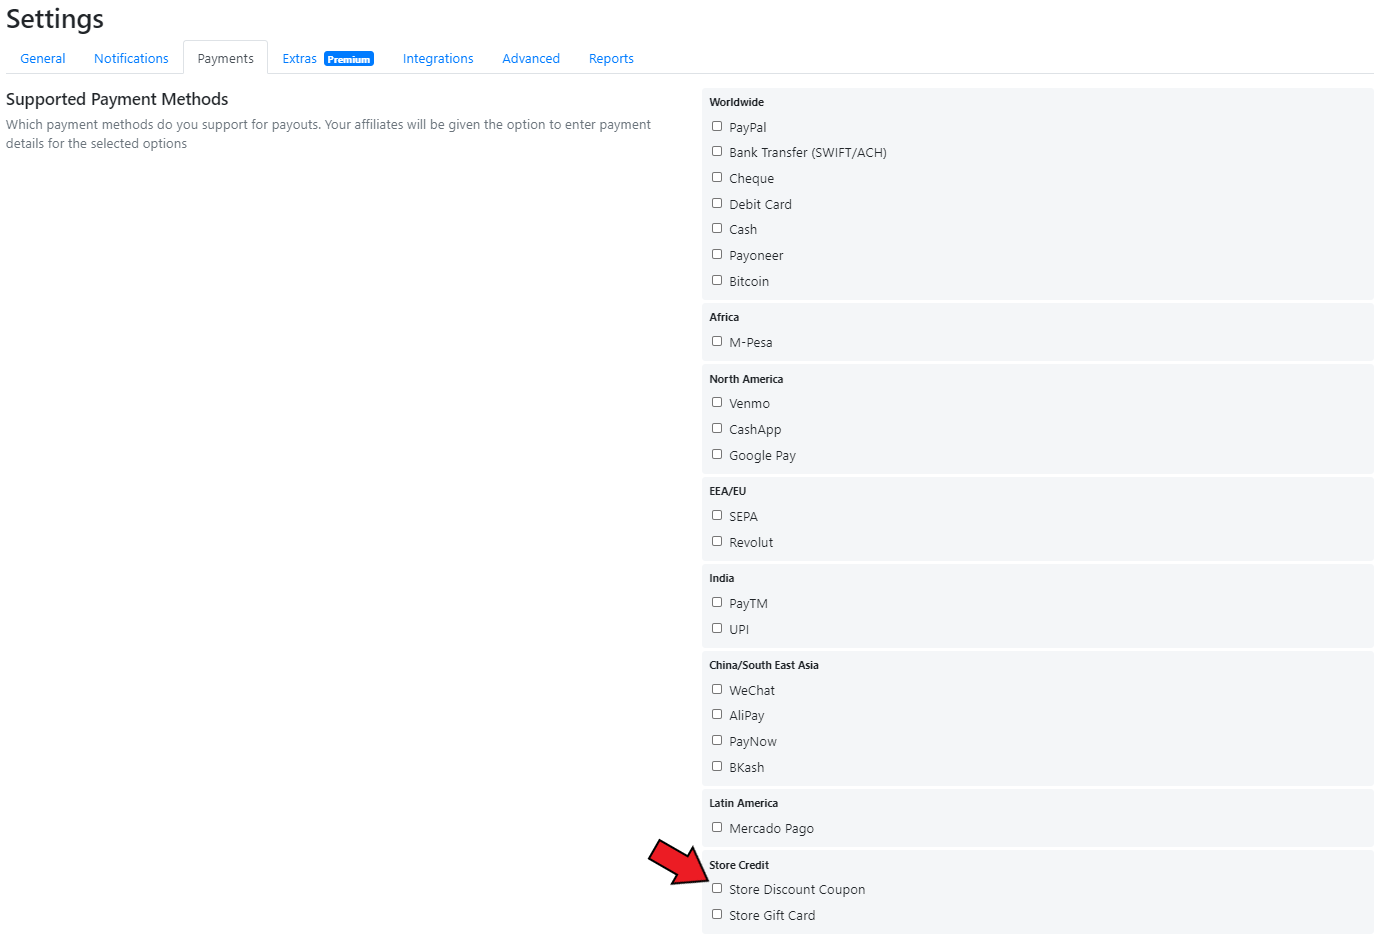 Settings
General Notifications Payments Extras Premium Integrations Advanced Reports
Supported Payment Methods
Which payment methods do you support for payouts. Your affiliates will be given the option to enter payment
details for the selected options
Worldwide
PayPal
Bank Transfer (SWIFT/ACH)
Cheque
Debit Card
Cash
Payoneer
Bitcoin
Africa
M-Pesa
North America
Venmo
CashApp
Google Pay
EEA/EU
SEPA
Revolut
India
PayTM
UPI
China/South East Asia
WeChat
AliPay
PayNow
BKash
Latin America
Mercado Pago
Store Credit
Store Discount Coupon
Store Gift Card